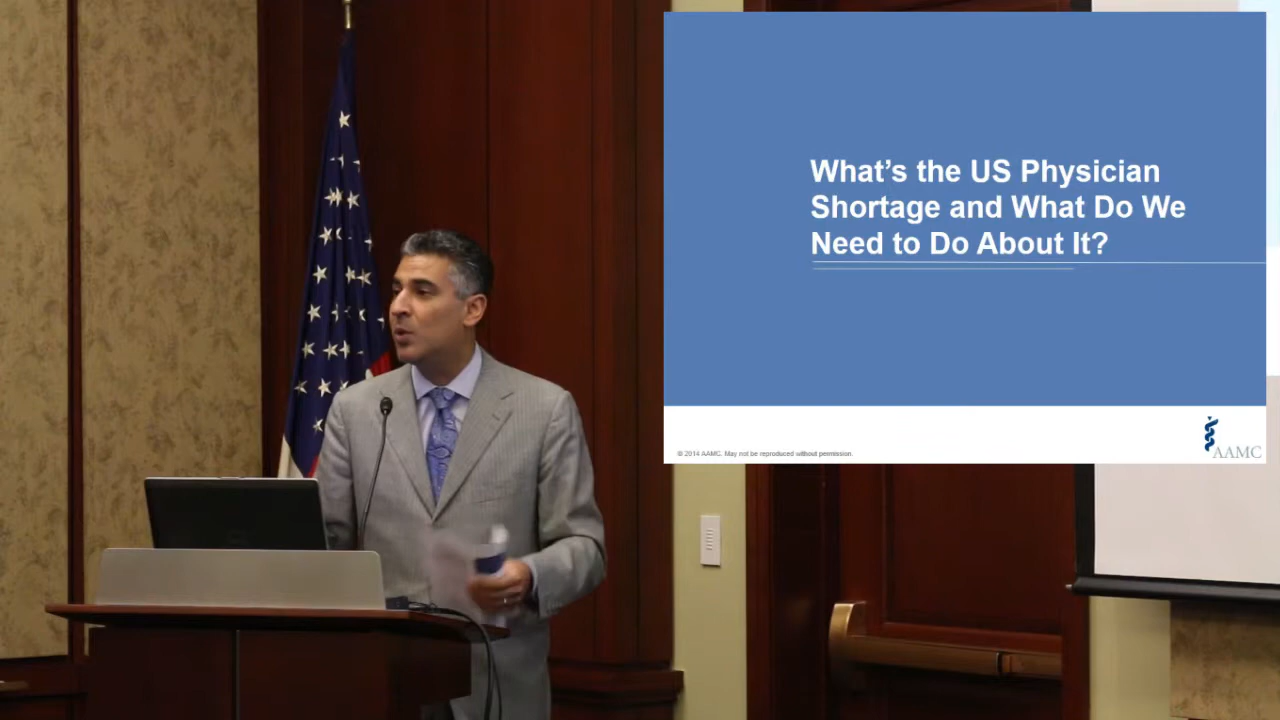 What’s the US Physician
Shortage and What Do We
Need to Do About It?
© 2014 AAMC. May not be reproduced without permission.
AAMC